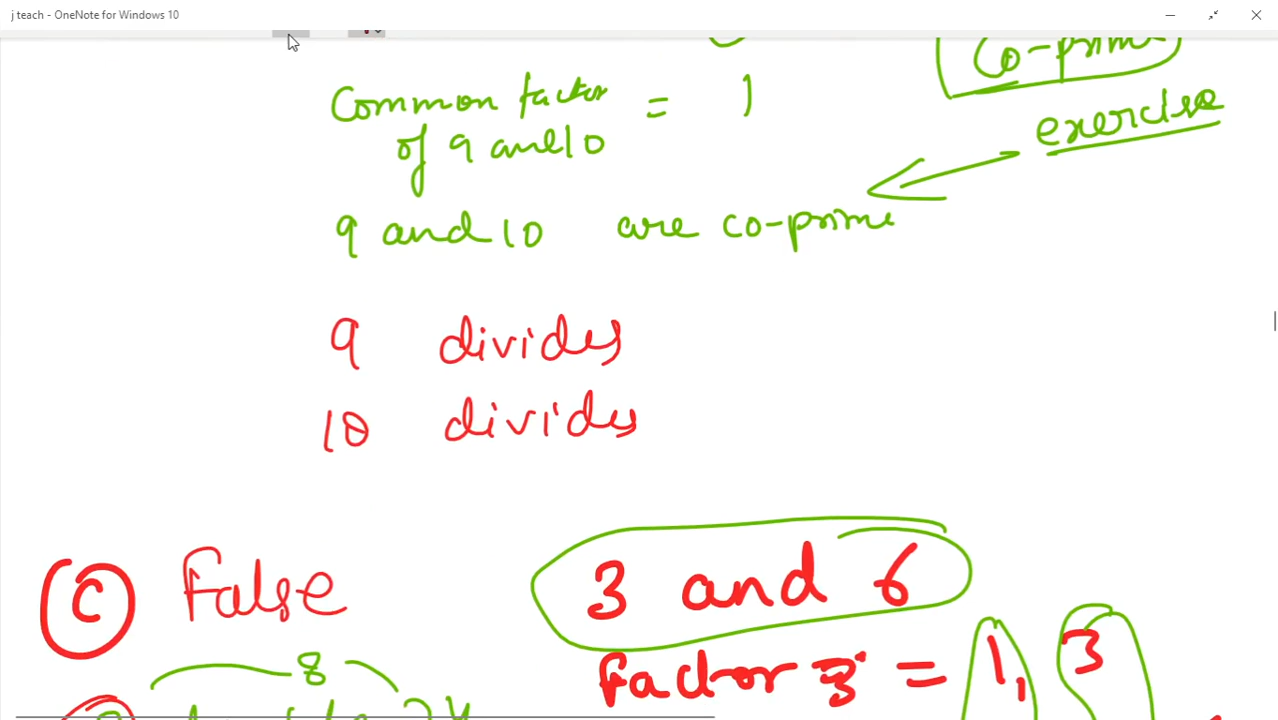 j teach - OneNote for Windows 10
Co-prime
Common factor = 1
of 9 and 10
exercise
9 and 10 are co-prime
9 divides
10 divides
C False
3 and 6
factor 3 = 1, 3
8